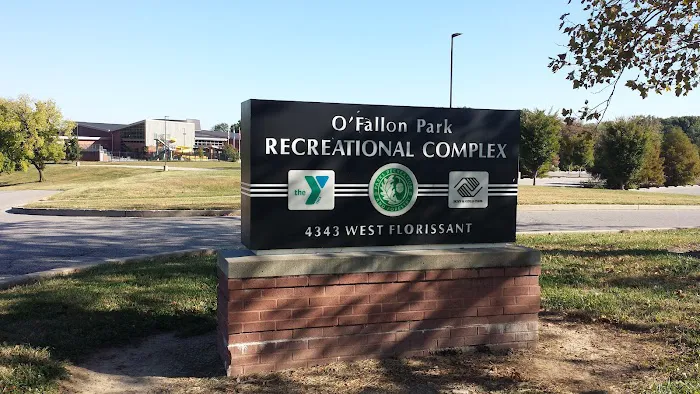 O'Fallon Park
RECREATIONAL COMPLEX
the Y
4343 WEST FLORISSANT